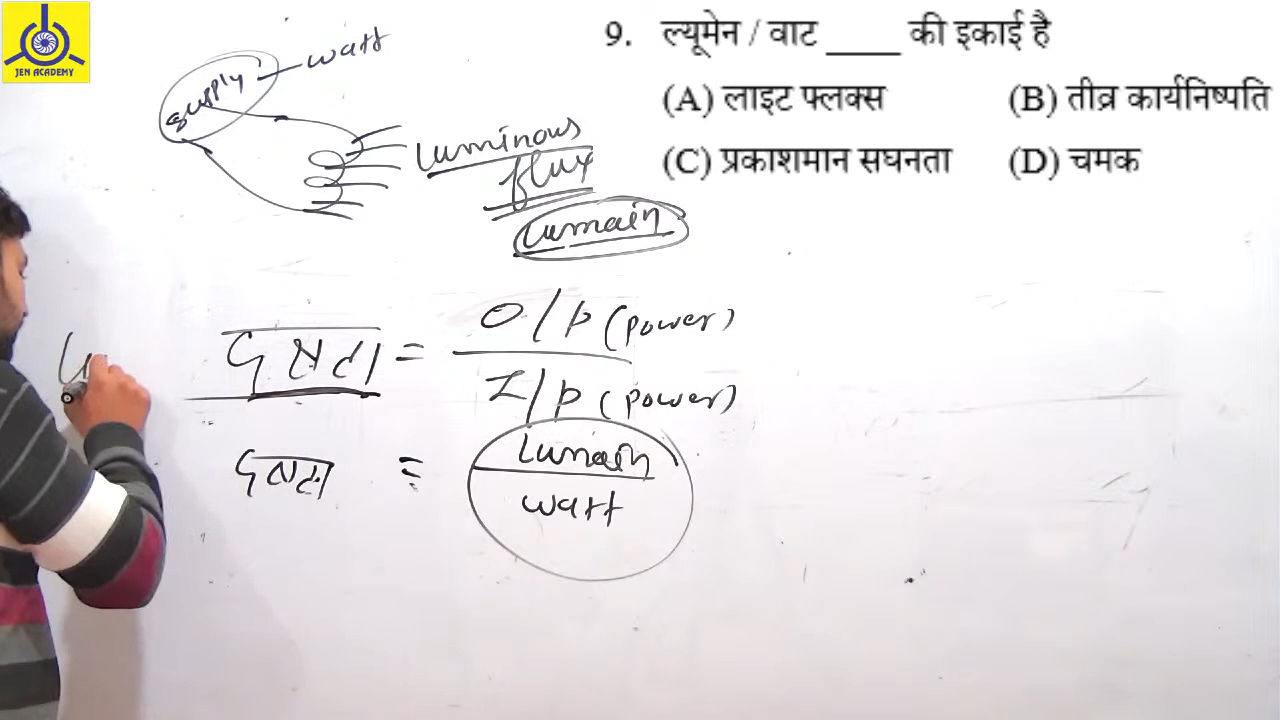 JEN ACADEMY
9. ल्यूमेन / वाट ____ की इकाई है
(A) लाइट फ्लक्स (B) तीव्र कार्यनिष्पति
(C) प्रकाशमान सघनता (D) चमक
supply
watt
Luminous
flux
Lumain
दक्षता = O/p (power)
I/p (power)
दक्षता = Lumain
watt